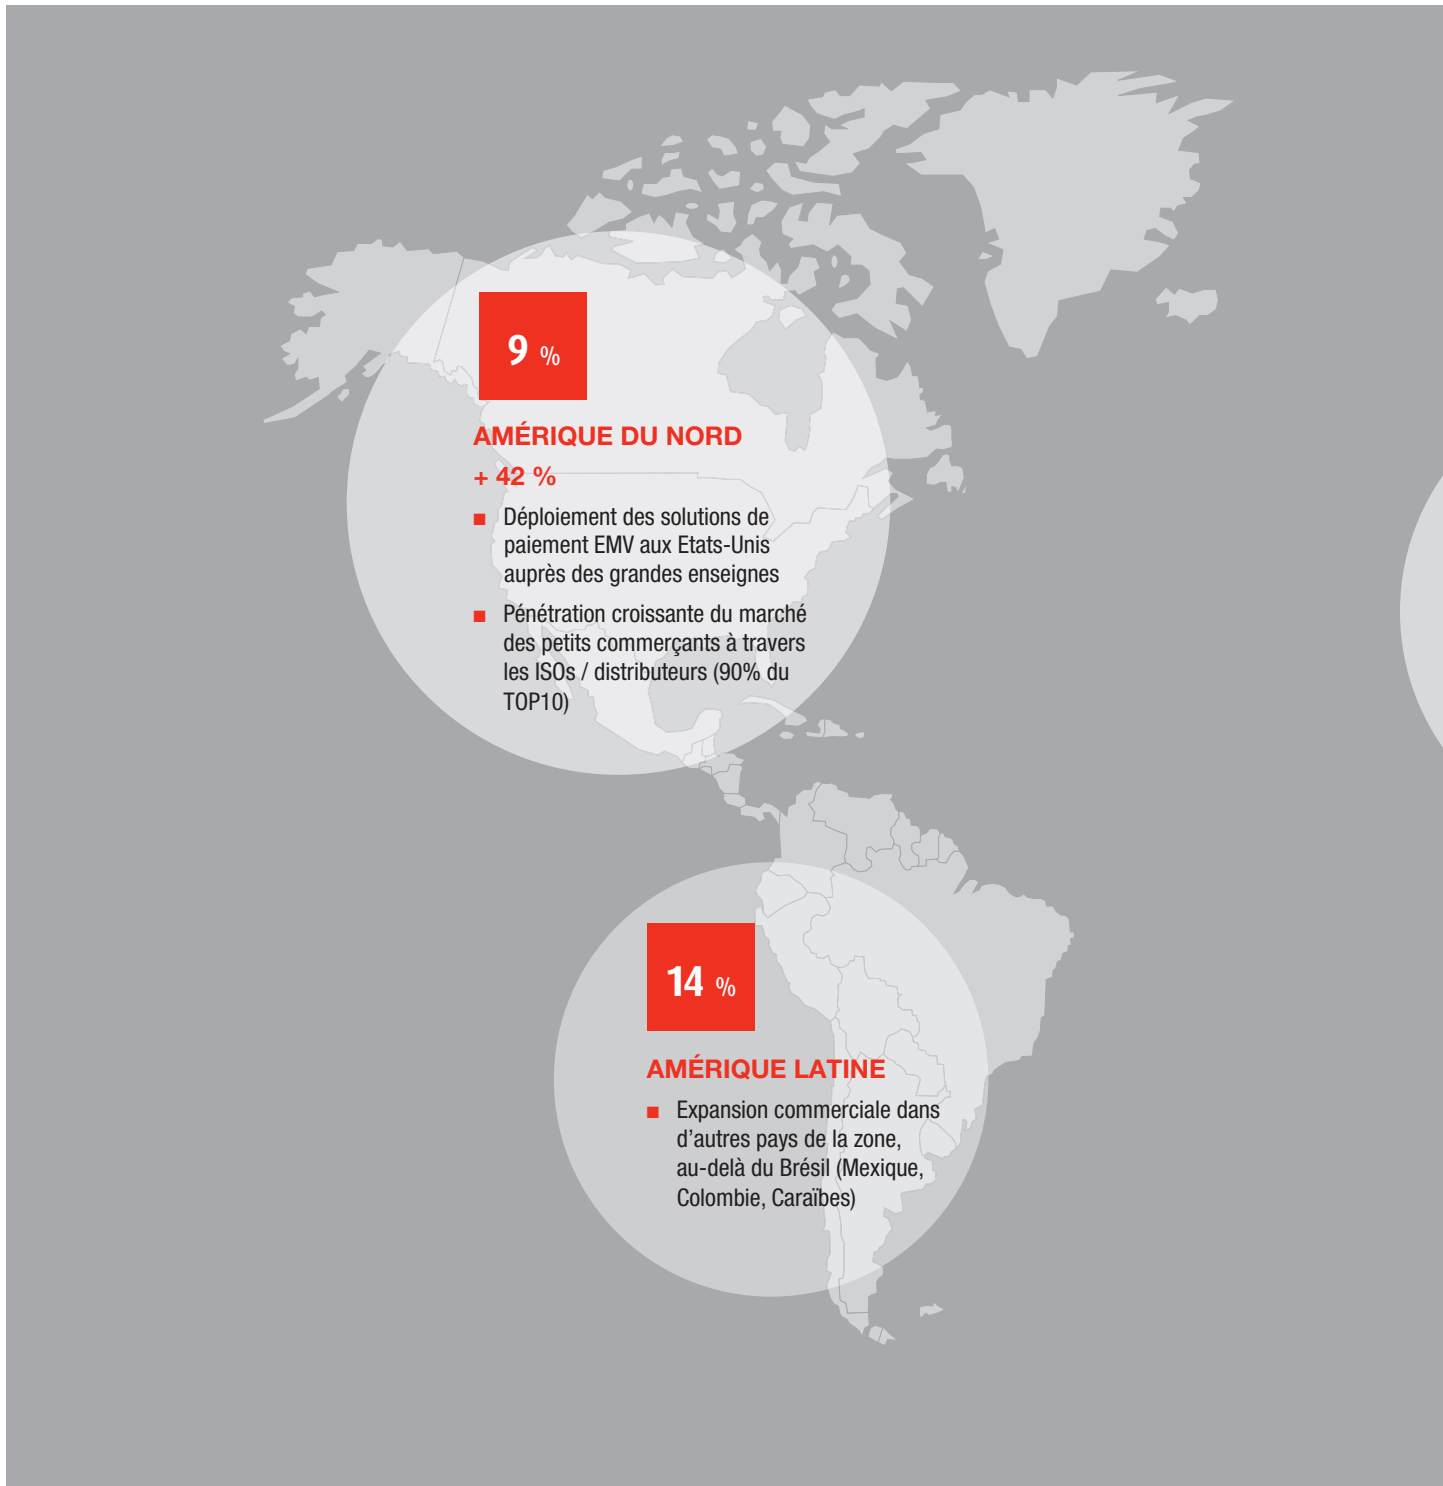 9 %
AMÉRIQUE DU NORD
+ 42 %
■ Déploiement des solutions de
paiement EMV aux Etats-Unis
auprès des grandes enseignes
■ Pénétration croissante du marché
des petits commerçants à travers
les ISOs / distributeurs (90% du
TOP10)
14 %
AMÉRIQUE LATINE
■ Expansion commerciale dans
d’autres pays de la zone,
au-delà du Brésil (Mexique,
Colombie, Caraïbes)